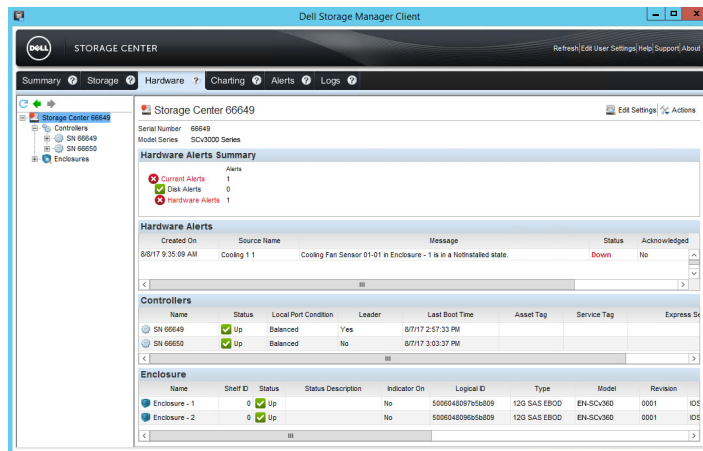 Dell Storage Manager Client
DELL
STORAGE CENTER
Refresh Edit User Settings Help Support About
Summary ? Storage ? Hardware ? Charting ? Alerts ? Logs ?
Storage Center 66649
Controllers
SN 66649
SN 66650
Enclosures
Storage Center 66649
Edit Settings Actions
Serial Number 66649
Model Series SCv3000 Series
Hardware Alerts Summary
Alerts
Current Alerts 1
Disk Alerts 0
Hardware Alerts 1
Hardware Alerts
Created On Source Name Message Status Acknowledged
8/8/17 9:35:09 AM Cooling 1 1 Cooling Fan Sensor 01-01 in Enclosure - 1 is in a NotInstalled state. Down No
Controllers
Name Status Local Port Condition Leader Last Boot Time Asset Tag Service Tag Express Se
SN 66649 Up Balanced Yes 8/7/17 2:57:33 PM
SN 66650 Up Balanced No 8/7/17 3:03:37 PM
Enclosure
Name Shelf ID Status Status Description Indicator On Logical ID Type Model Revision
Enclosure - 1 0 Up No 5006048097b5b809 12G SAS EBOD EN-SCv360 0001 IOS
Enclosure - 2 0 Up No 5006048096b5b809 12G SAS EBOD EN-SCv360 0001 IOS